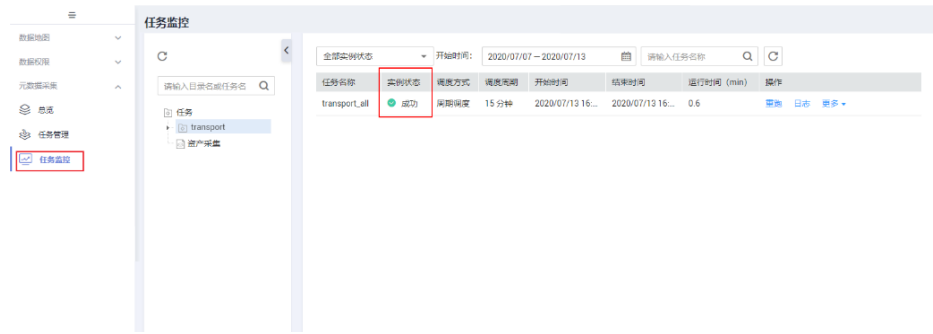 任务监控
数据地图
数据权限
元数据采集
总览
任务管理
任务监控
请输入目录名或任务名
任务
transport
资产采集
全部实例状态 开始时间： 2020/07/07 – 2020/07/13 请输入任务名称
任务名称 实例状态 调度方式 调度周期 开始时间 结束时间 运行时间（min） 操作
transport_all 成功 周期调度 15 分钟 2020/07/13 16:... 2020/07/13 16:... 0.6 重跑 日志 更多